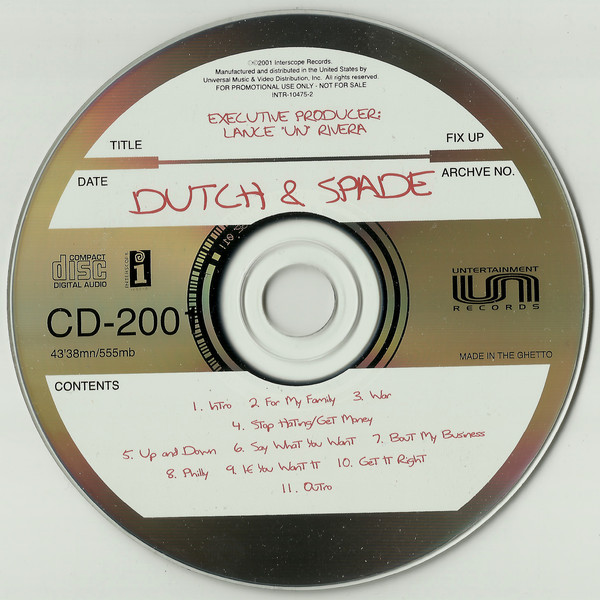 ℗©2001 Interscope Records.
Manufactured and distributed in the United States by
Universal Music & Video Distribution, Inc. All rights reserved.
FOR PROMOTIONAL USE ONLY - NOT FOR SALE
INTR-10475-2
EXECUTIVE PRODUCER:
LANCE "UN" RIVERA
TITLE
FIX UP
DATE
ARCHVE NO.
DUTCH & SPADE
COMPACT
disc
DIGITAL AUDIO
INTERSCOPE
i
UNTERTAINMENT
UN
RECORDS
CD-200
43'38mn/555mb
MADE IN THE GHETTO
CONTENTS
1. Intro 2. For My Family 3. War
4. Stop Hating/Get Money
5. Up and Down 6. Say What You Want 7. Bout My Business
8. Philly 9. If You Want It 10. Get It Right
11. Outro